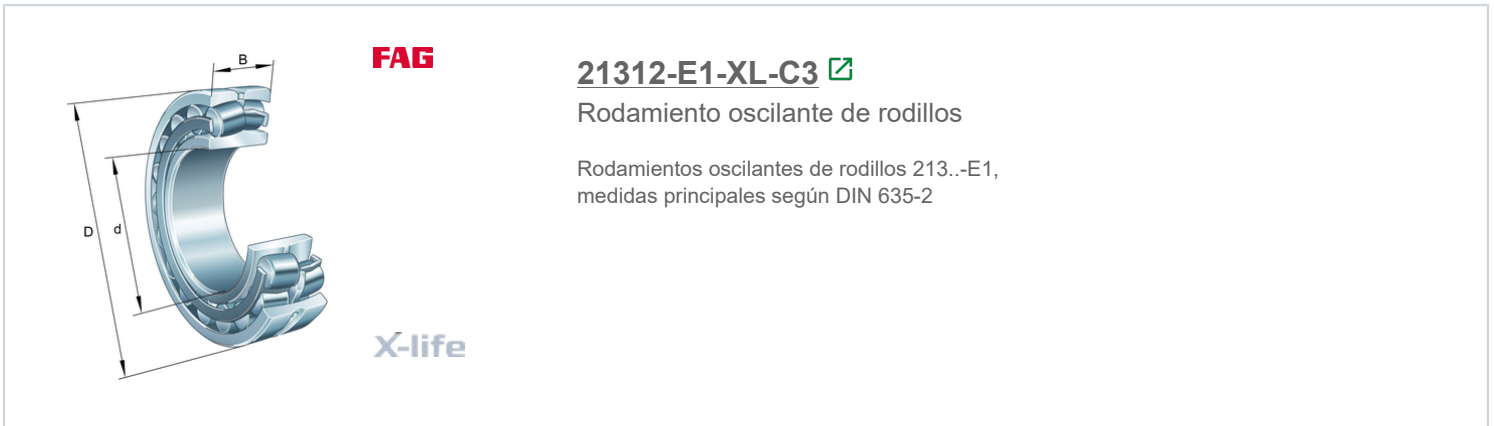 B
FAG
21312-E1-XL-C3
Rodamiento oscilante de rodillos
Rodamientos oscilantes de rodillos 213..-E1,
medidas principales según DIN 635-2
D
d
X-life